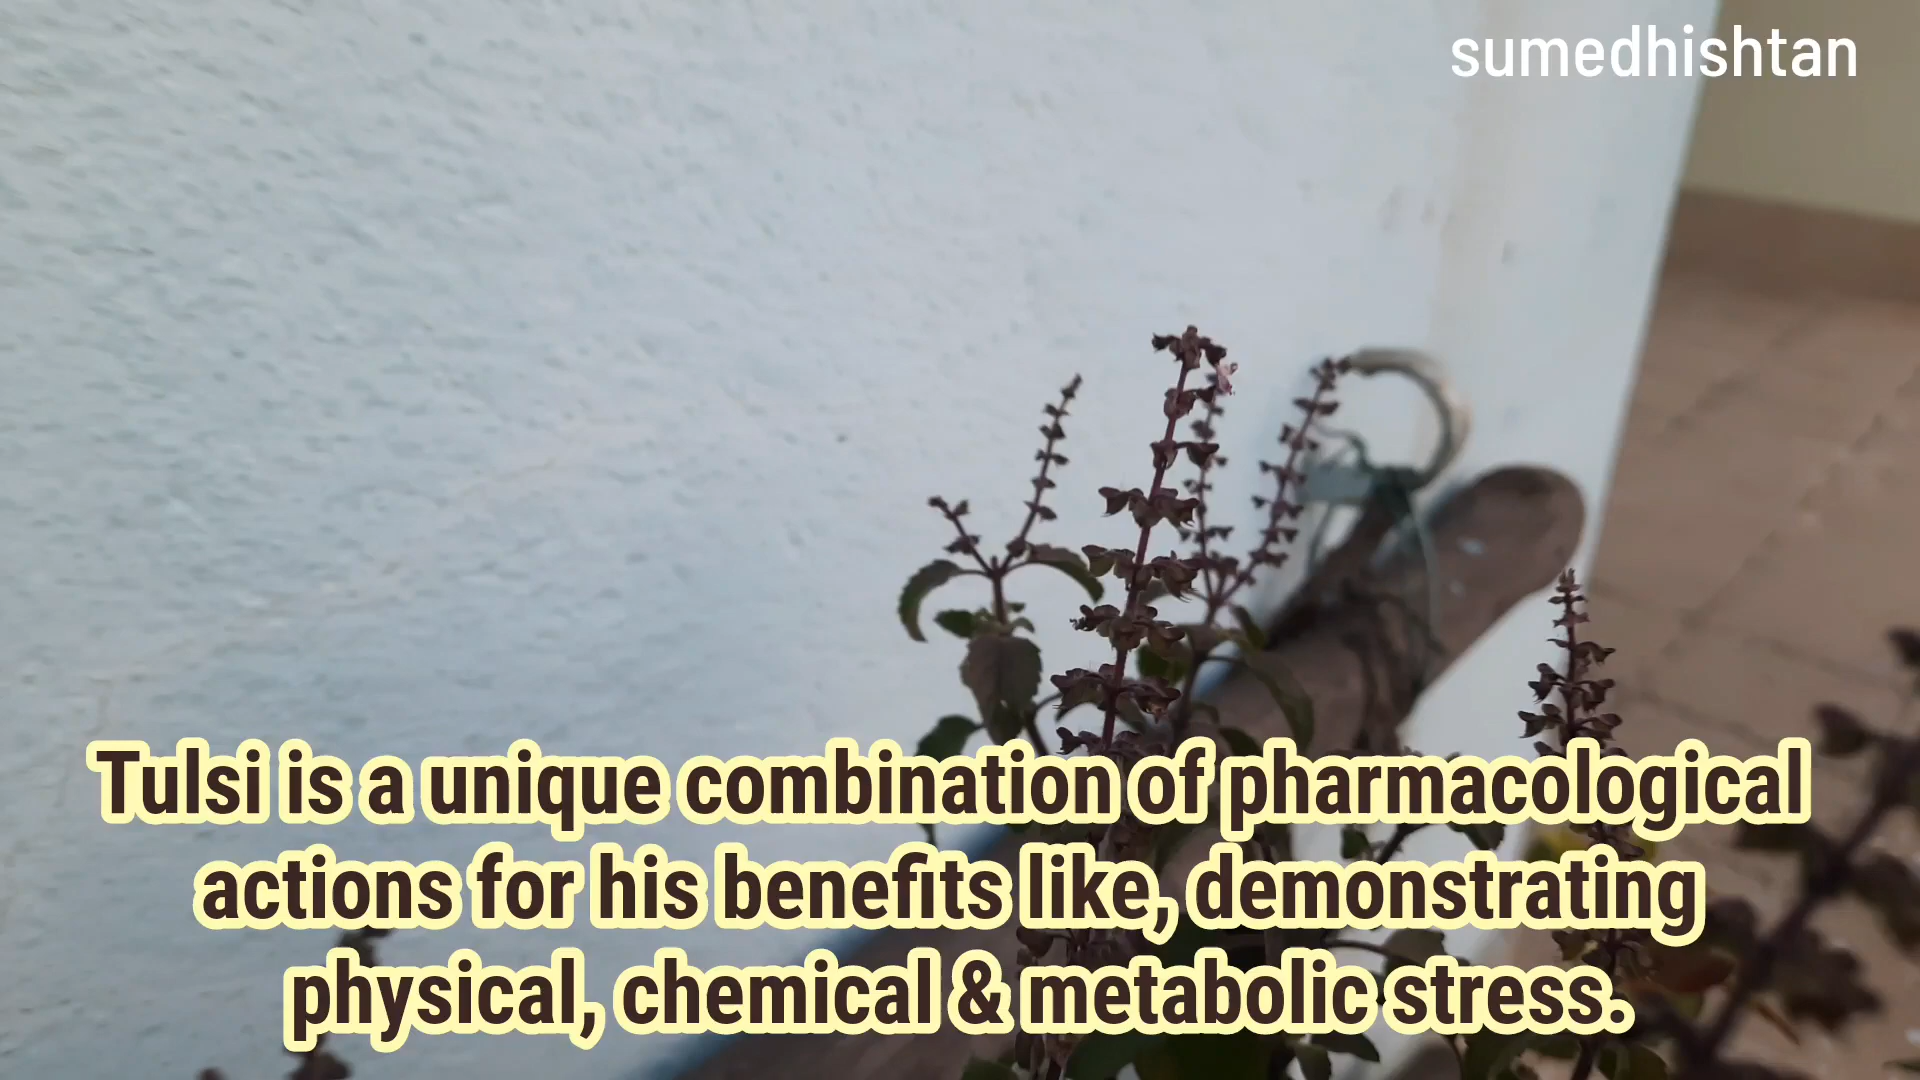 sumedhishtan
Tulsi is a unique combination of pharmacological
actions for his benefits like, demonstrating
physical, chemical & metabolic stress.